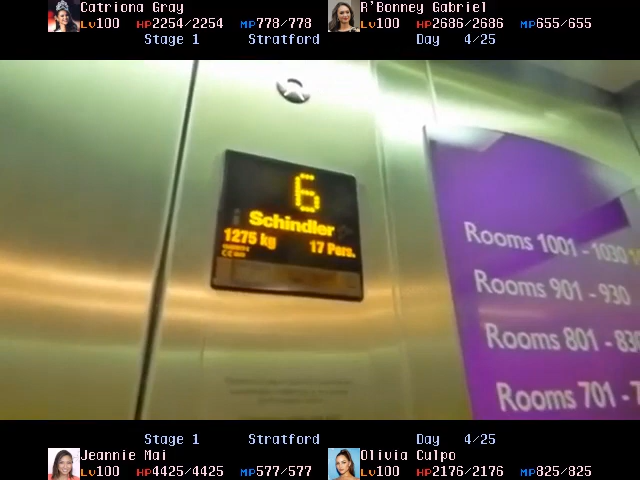 Catriona Gray
Lv100 HP2254/2254 MP778/778
R'Bonney Gabriel
Lv100 HP2686/2686 MP655/655
Stage 1 Stratford Day 4/25
6
Schindler
1275 kg 17 Pers.
Rooms 1001 - 1030
Rooms 901 - 930
Rooms 801 - 830
Rooms 701 - 7
Stage 1 Stratford Day 4/25
Jeannie Mai
Lv100 HP4425/4425 MP577/577
Olivia Culpo
Lv100 HP2176/2176 MP825/825